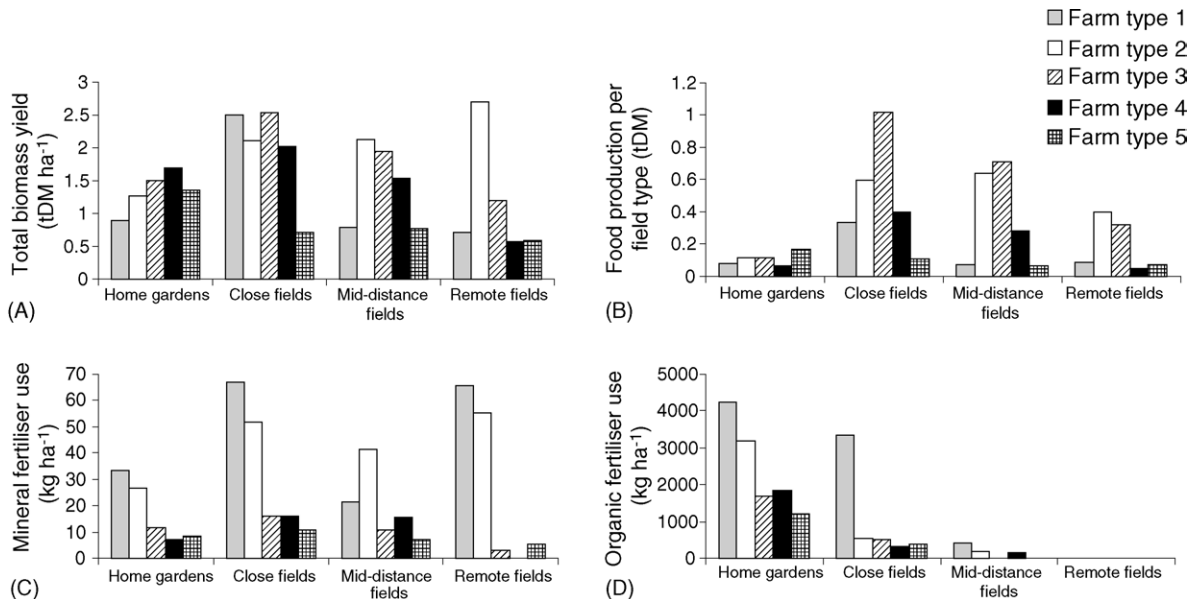 Farm type 1
Farm type 2
Farm type 3
Farm type 4
Farm type 5
Total biomass yield
(tDM ha-1)
3
2.5
2
1.5
1
0.5
0
Home gardens
Close fields
Mid-distance
fields
Remote fields
(A)
Food production per
field type (tDM)
1.2
1
0.8
0.6
0.4
0.2
0
Home gardens
Close fields
Mid-distance
fields
Remote fields
(B)
Mineral fertiliser use
(kg ha-1)
70
60
50
40
30
20
10
0
Home gardens
Close fields
Mid-distance
fields
Remote fields
(C)
Organic fertiliser use
(kg ha-1)
5000
4000
3000
2000
1000
0
Home gardens
Close fields
Mid-distance
fields
Remote fields
(D)